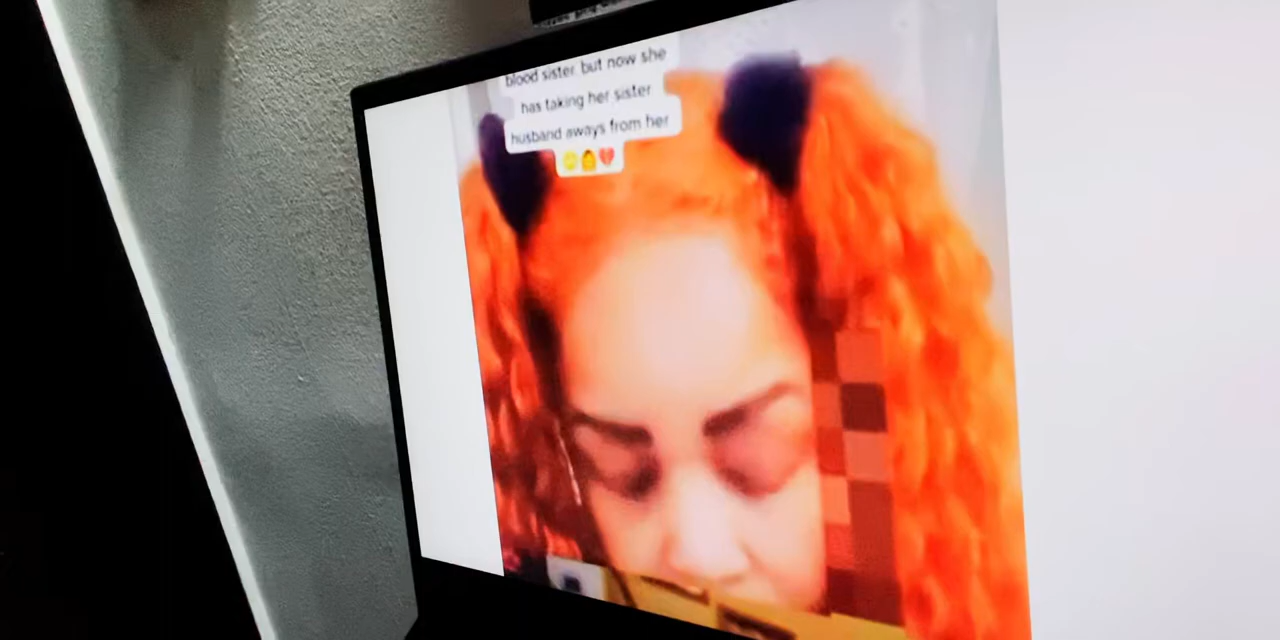 blood sister but now she
has taking her sister
husband aways from her
🥲🤷💔